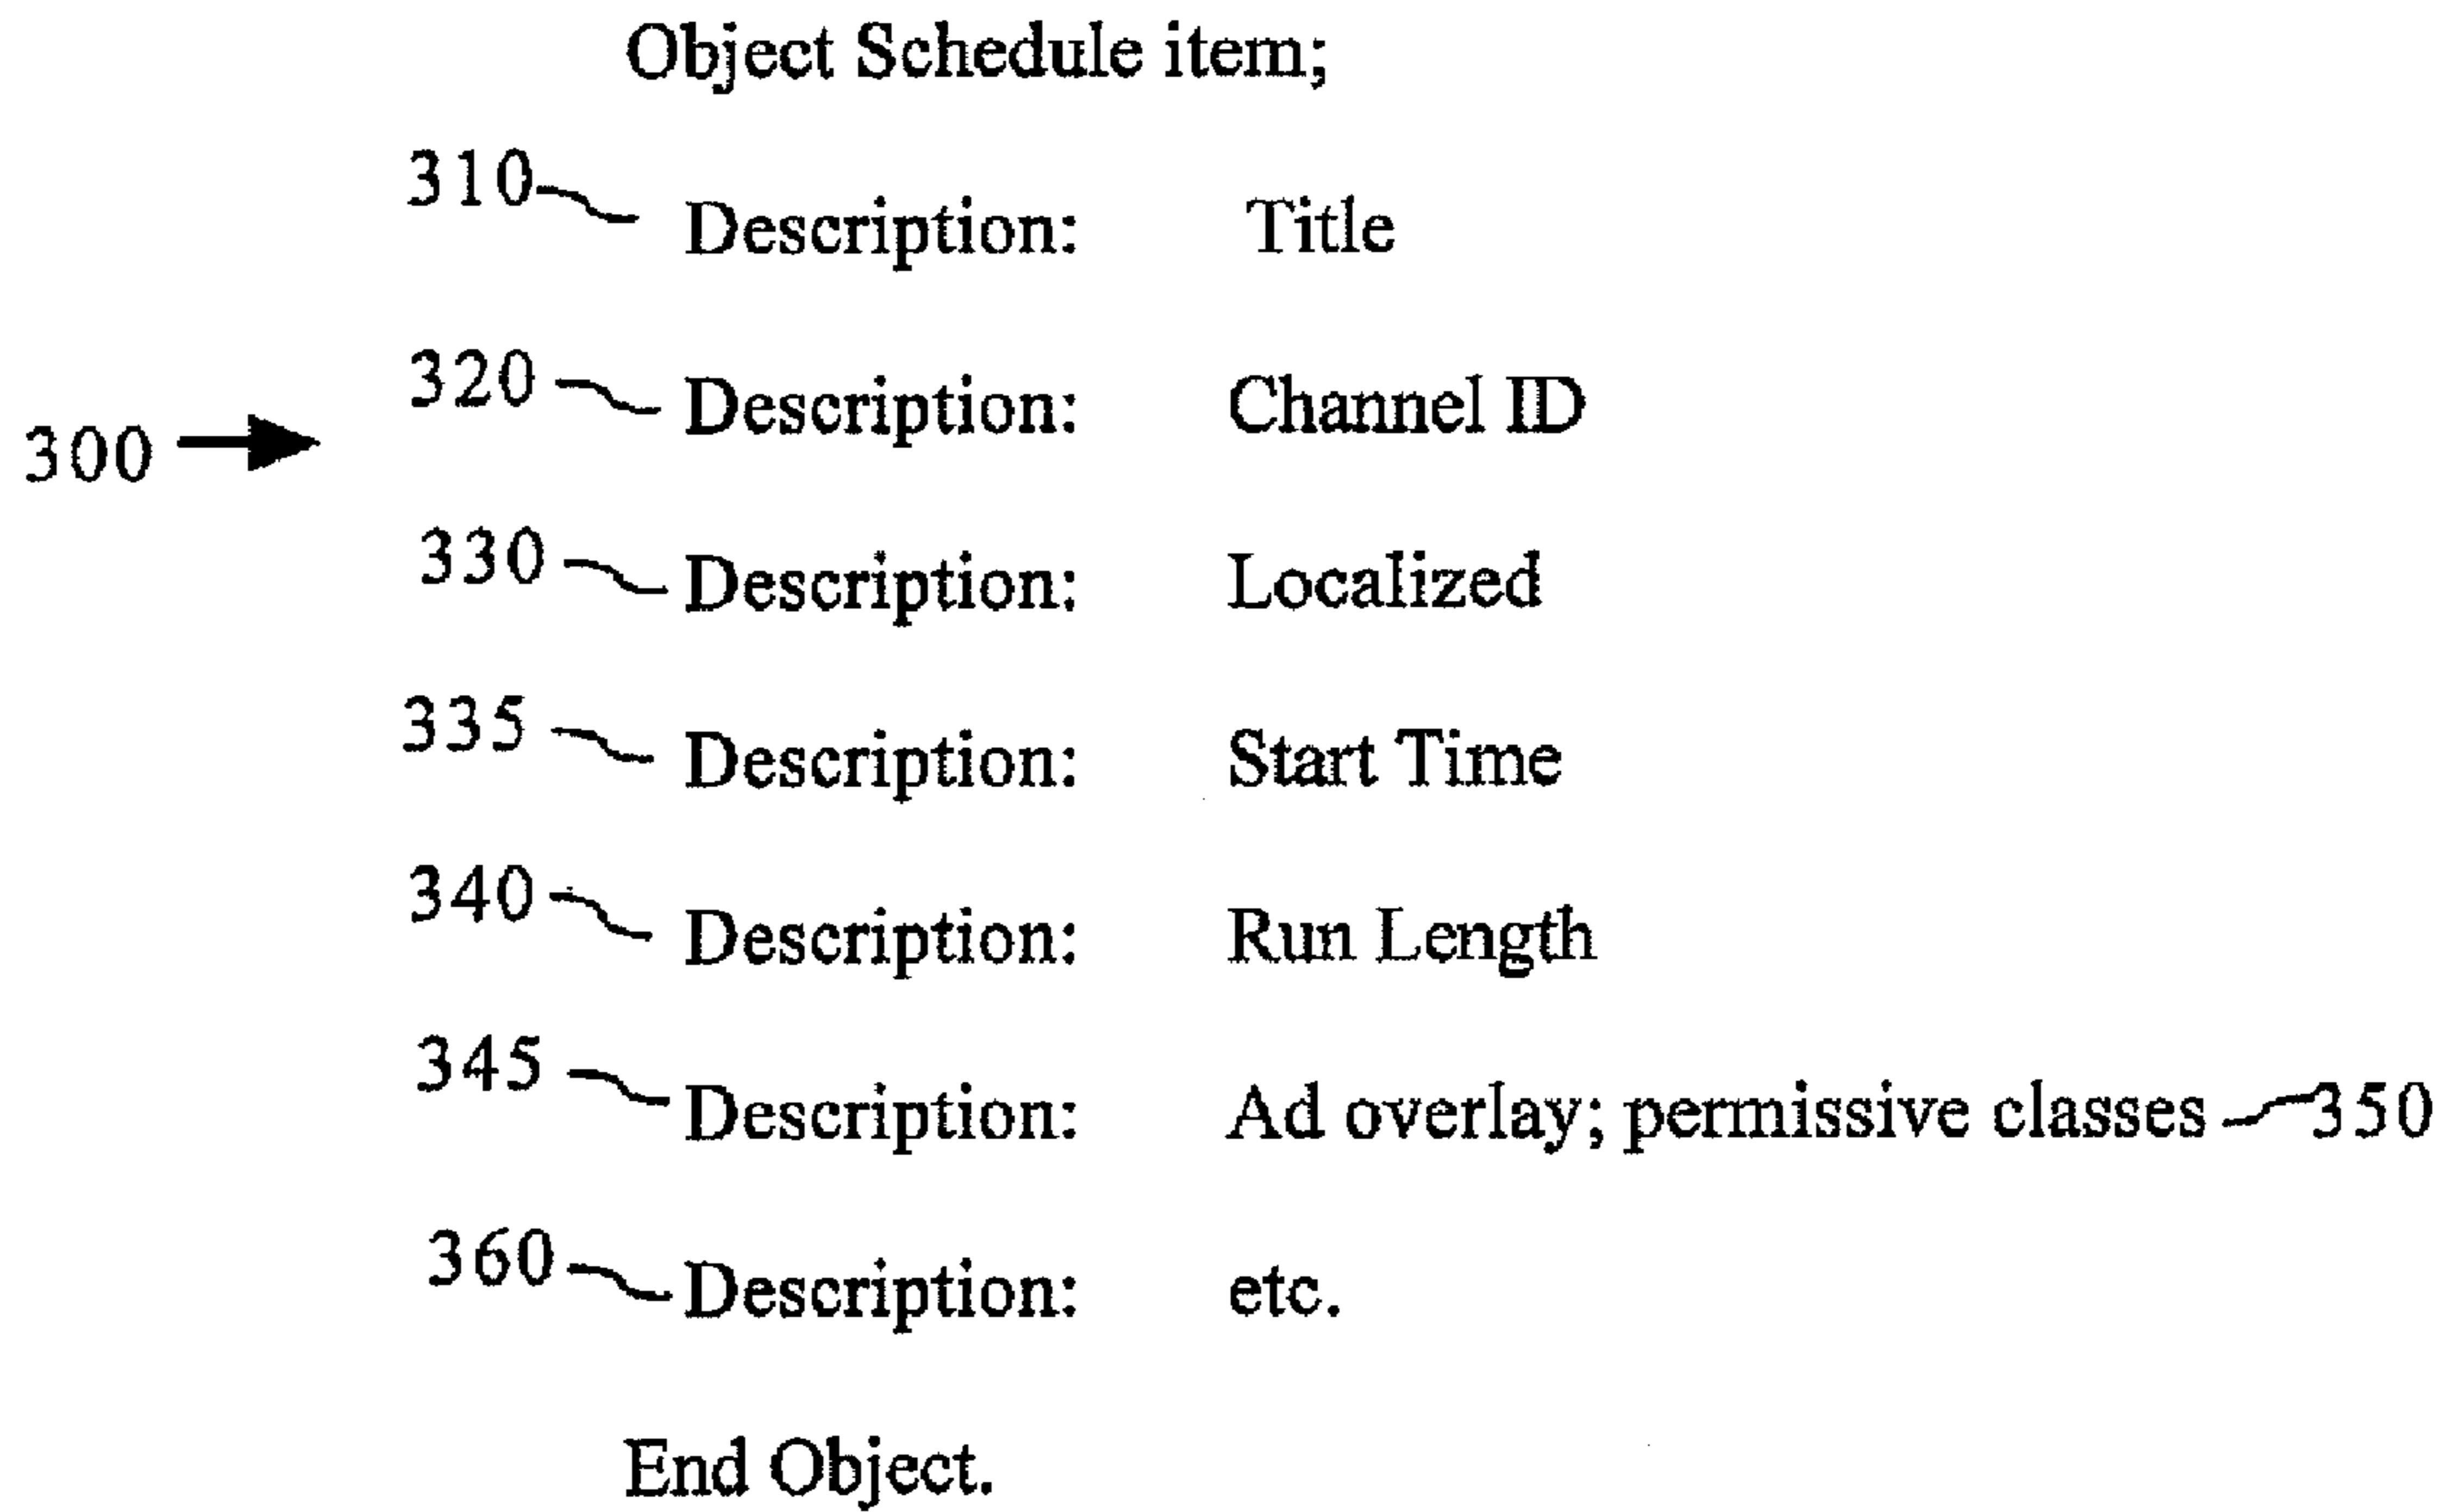 Object Schedule item;
310 Description: Title
320 Description: Channel ID
300
330 Description: Localized
335 Description: Start Time
340 Description: Run Length
345 Description: Ad overlay; permissive classes 350
360 Description: etc.
End Object.